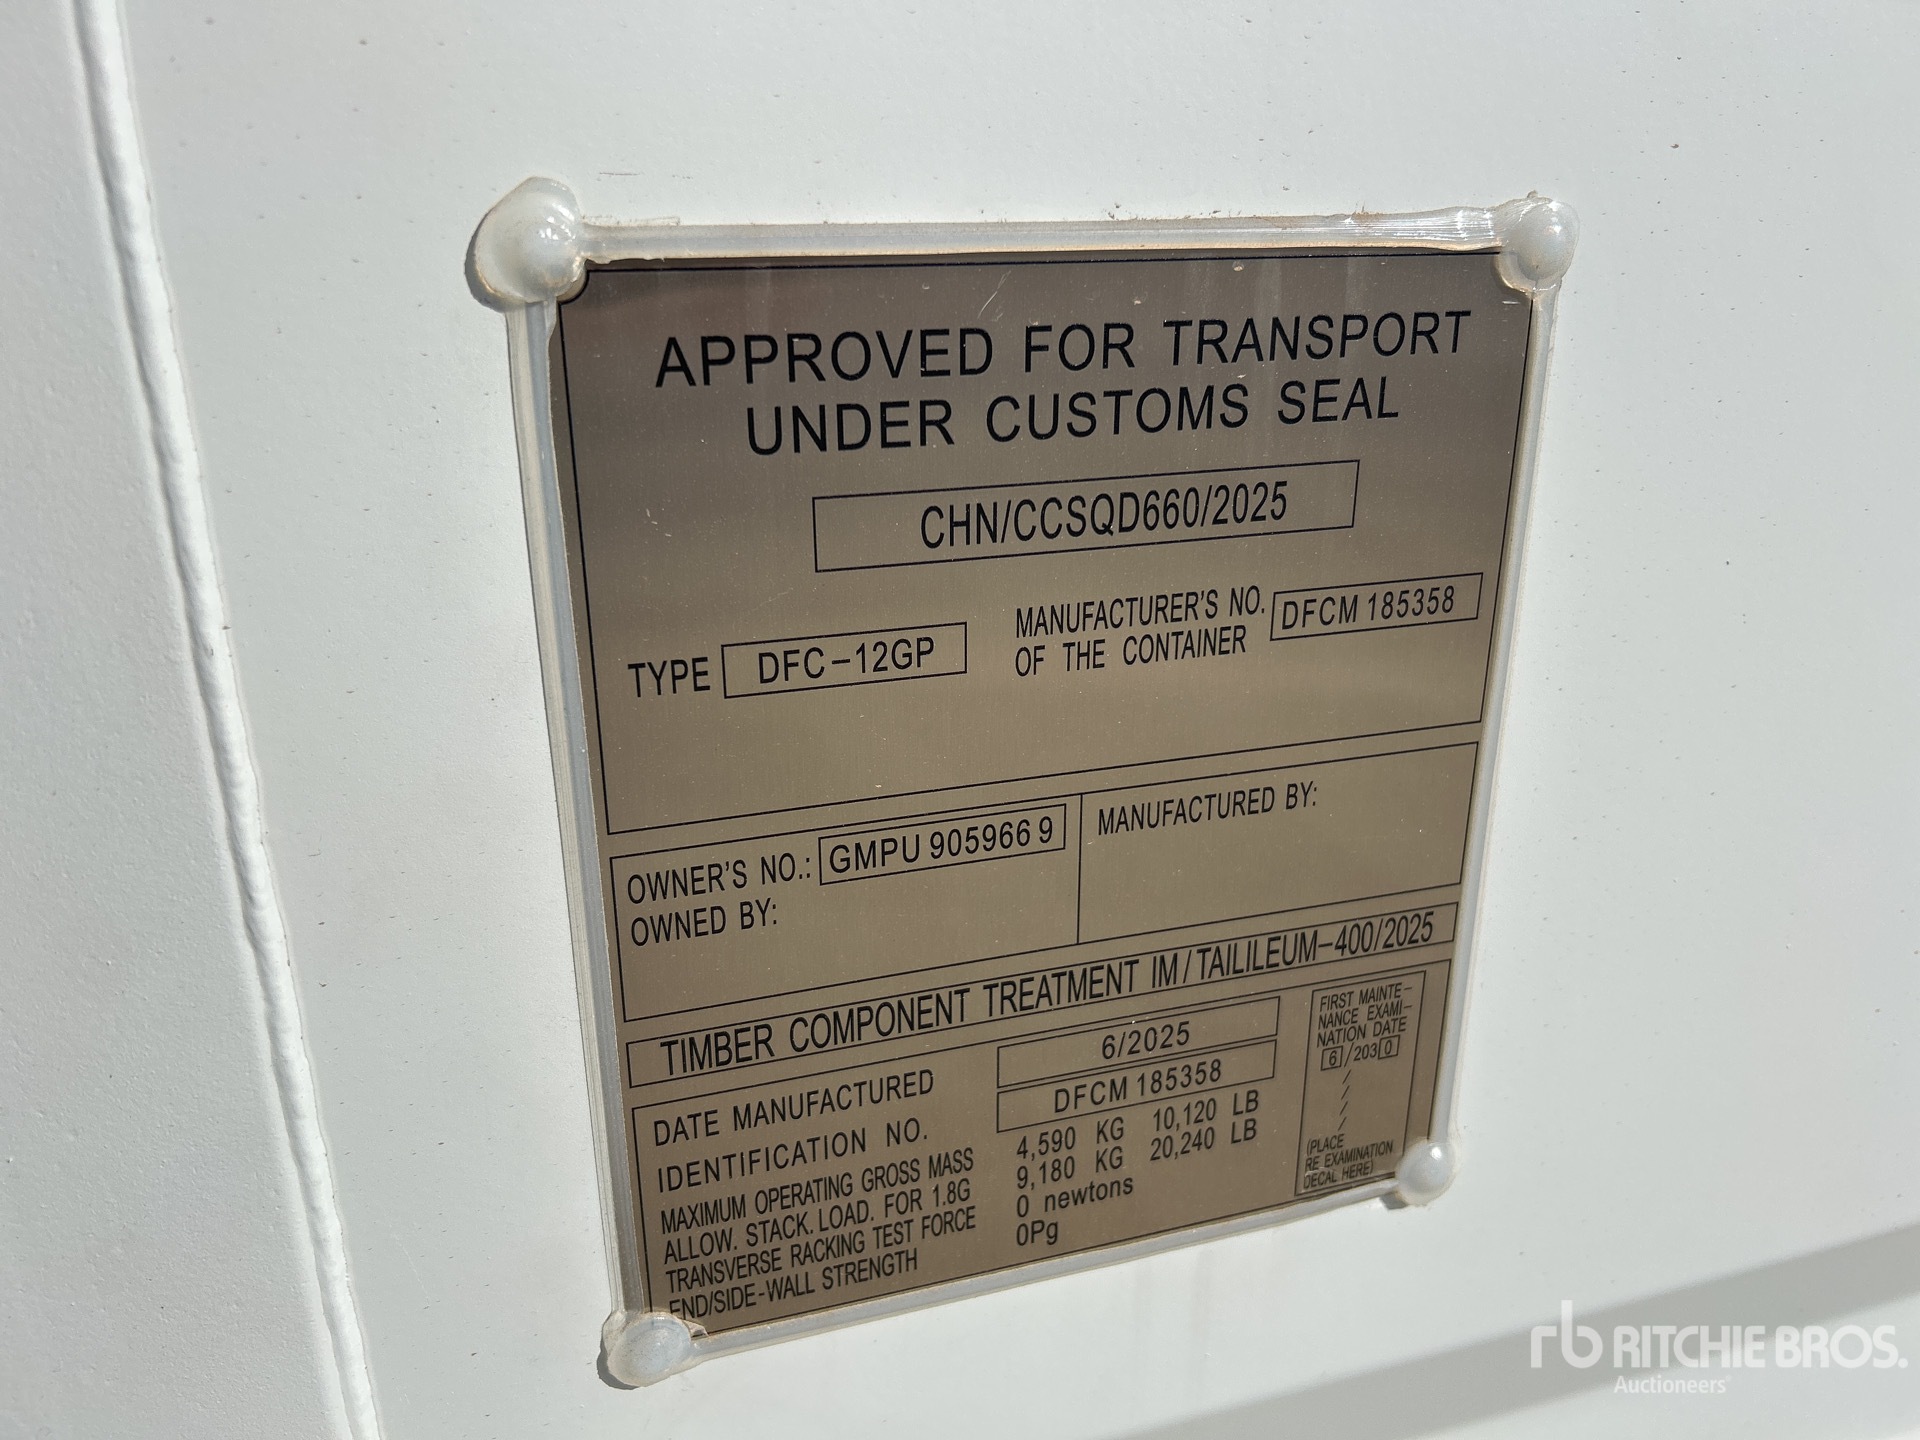 APPROVED FOR TRANSPORT
UNDER CUSTOMS SEAL
CHN/CCSQD660/2025
TYPE DFC-12GP
MANUFACTURER'S NO. DFCM 185358
OF THE CONTAINER
OWNER'S NO.: GMPU 905966 9
OWNED BY:
MANUFACTURED BY:
TIMBER COMPONENT TREATMENT IM/TAILILEUM-400/2025
DATE MANUFACTURED 6/2025
IDENTIFICATION NO. DFCM 185358
MAXIMUM OPERATING GROSS MASS 4,590 KG 10,120 LB
ALLOW. STACK. LOAD. FOR 1.8G 9,180 KG 20,240 LB
TRANSVERSE RACKING TEST FORCE 0 newtons
END/SIDE-WALL STRENGTH 0Pg
FIRST MAINTE-
NANCE EXAMI-
NATION DATE
6/2030
/
/
/
/
(PLACE
RE EXAMINATION
DECAL HERE)
rb RITCHIE BROS.
Auctioneers